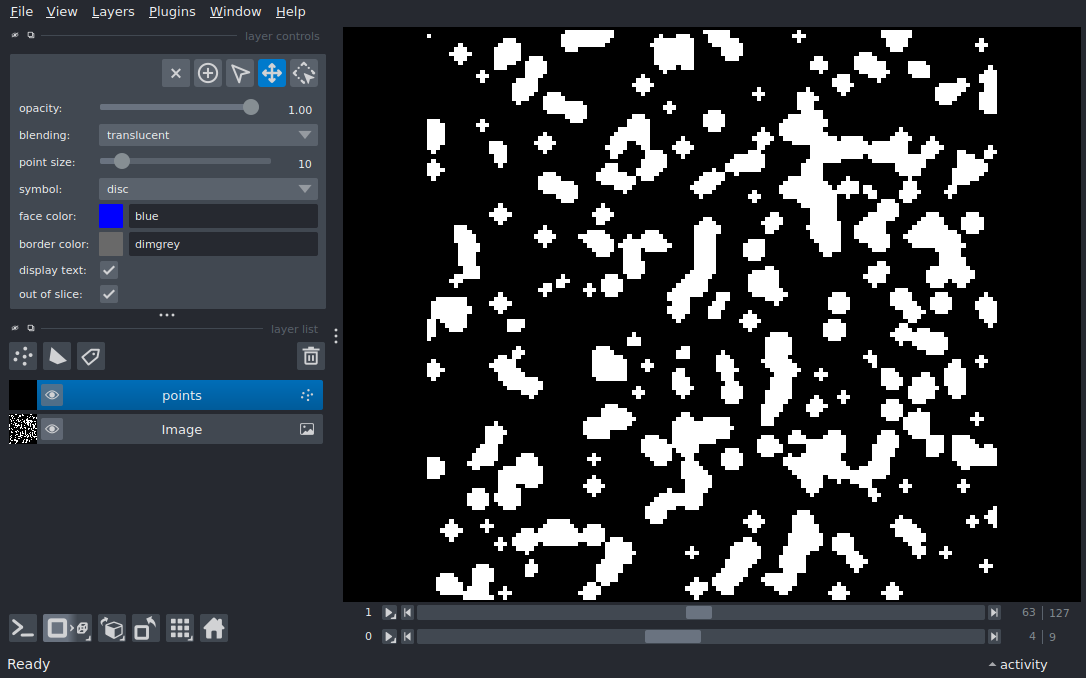 File View Layers Plugins Window Help
layer controls
opacity: 1.00
blending: translucent
point size: 10
symbol: disc
face color: blue
border color: dimgrey
display text:
out of slice:
layer list
points
Image
1 63 127
0 4 9
Ready activity